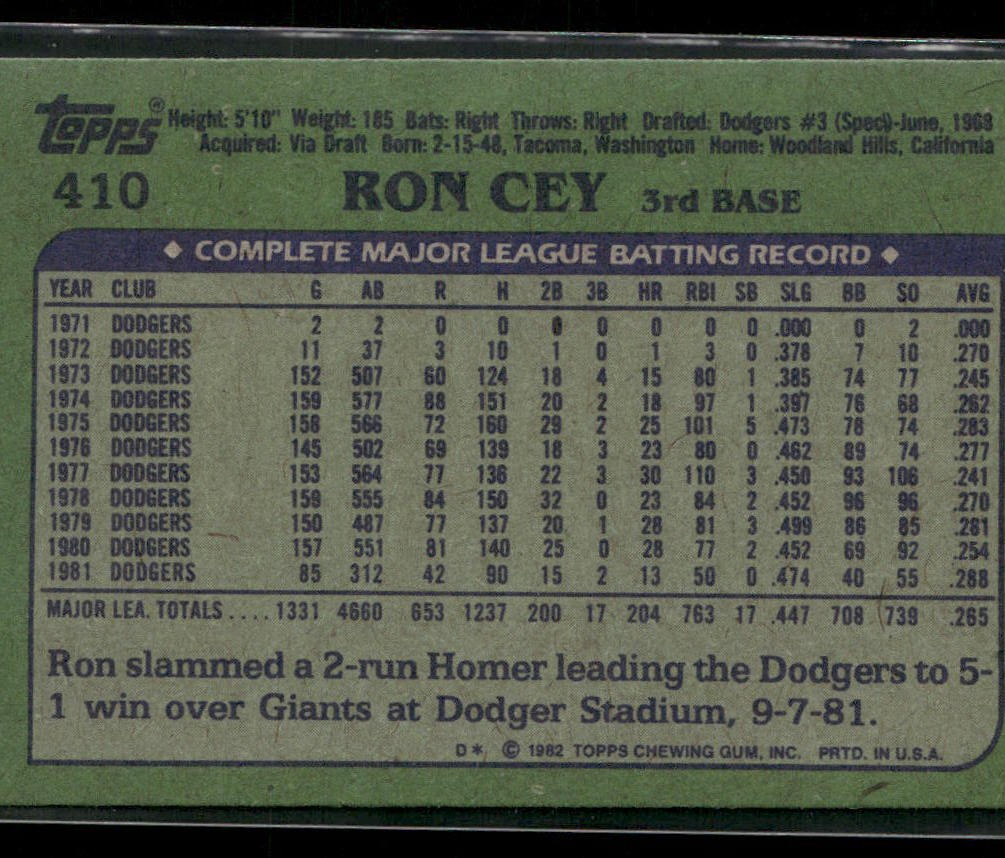 Topps®
Height: 5'10" Weight: 185 Bats: Right Throws: Right Drafted: Dodgers #3 (Spec)-June, 1968
Acquired: Via Draft Born: 2-15-48, Tacoma, Washington Home: Woodland Hills, California
410 RON CEY 3rd BASE
◆ COMPLETE MAJOR LEAGUE BATTING RECORD ◆
YEAR CLUB G AB R H 2B 3B HR RBI SB SLG BB SO AVG
1971 DODGERS 2 2 0 0 0 0 0 0 0 .000 0 2 .000
1972 DODGERS 11 37 3 10 1 0 1 3 0 .378 7 10 .270
1973 DODGERS 152 507 60 124 18 4 15 80 1 .385 74 77 .245
1974 DODGERS 159 577 88 151 20 2 18 97 1 .397 76 68 .262
1975 DODGERS 158 566 72 160 29 2 25 101 5 .473 78 74 .283
1976 DODGERS 145 502 69 139 18 3 23 80 0 .462 89 74 .277
1977 DODGERS 153 564 77 136 22 3 30 110 3 .450 93 106 .241
1978 DODGERS 159 555 84 150 32 0 23 84 2 .452 96 96 .270
1979 DODGERS 150 487 77 137 20 1 28 81 3 .499 86 85 .281
1980 DODGERS 157 551 81 140 25 0 28 77 2 .452 69 92 .254
1981 DODGERS 85 312 42 90 15 2 13 50 0 .474 40 55 .288
MAJOR LEA. TOTALS .... 1331 4660 653 1237 200 17 204 763 17 .447 708 739 .265
Ron slammed a 2-run Homer leading the Dodgers to 5-
1 win over Giants at Dodger Stadium, 9-7-81.
D* © 1982 TOPPS CHEWING GUM, INC. PRTD. IN U.S.A.